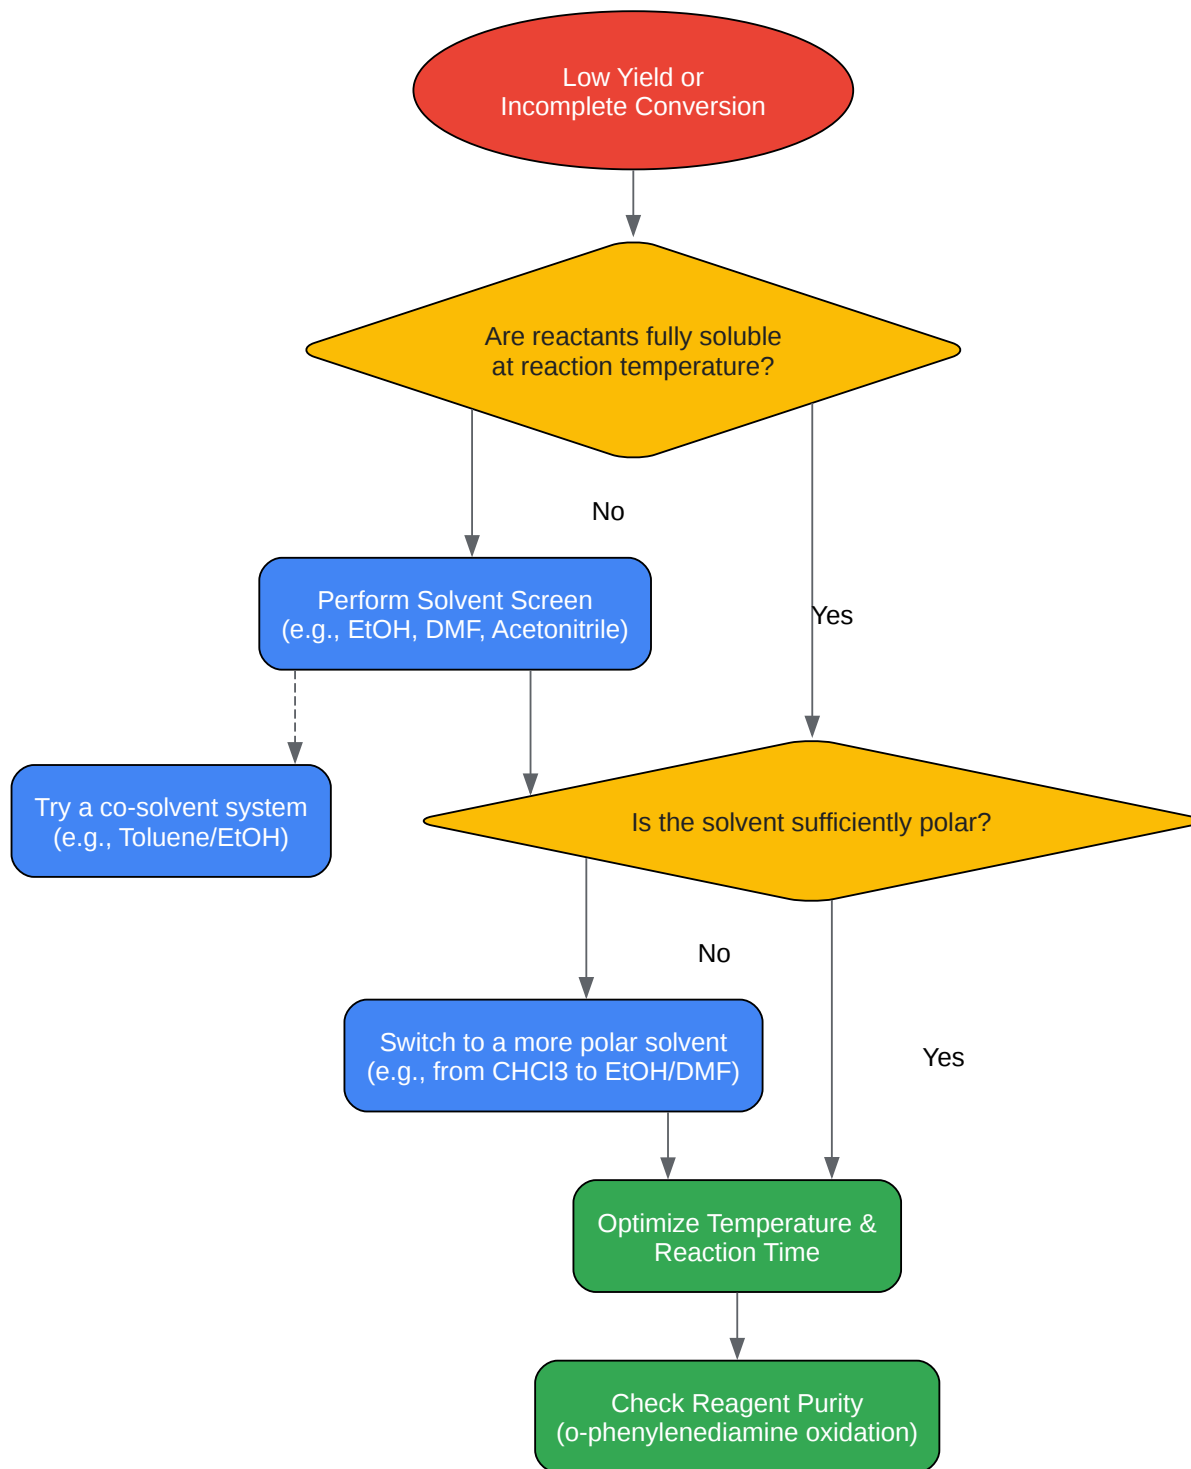 Low Yield or
Incomplete Conversion
Are reactants fully soluble
at reaction temperature?
No
Perform Solvent Screen
(e.g., EtOH, DMF, Acetonitrile)
Yes
Try a co-solvent system
(e.g., Toluene/EtOH)
Is the solvent sufficiently polar?
No
Switch to a more polar solvent
(e.g., from CHCl3 to EtOH/DMF)
Yes
Optimize Temperature &
Reaction Time
Check Reagent Purity
(o-phenylenediamine oxidation)